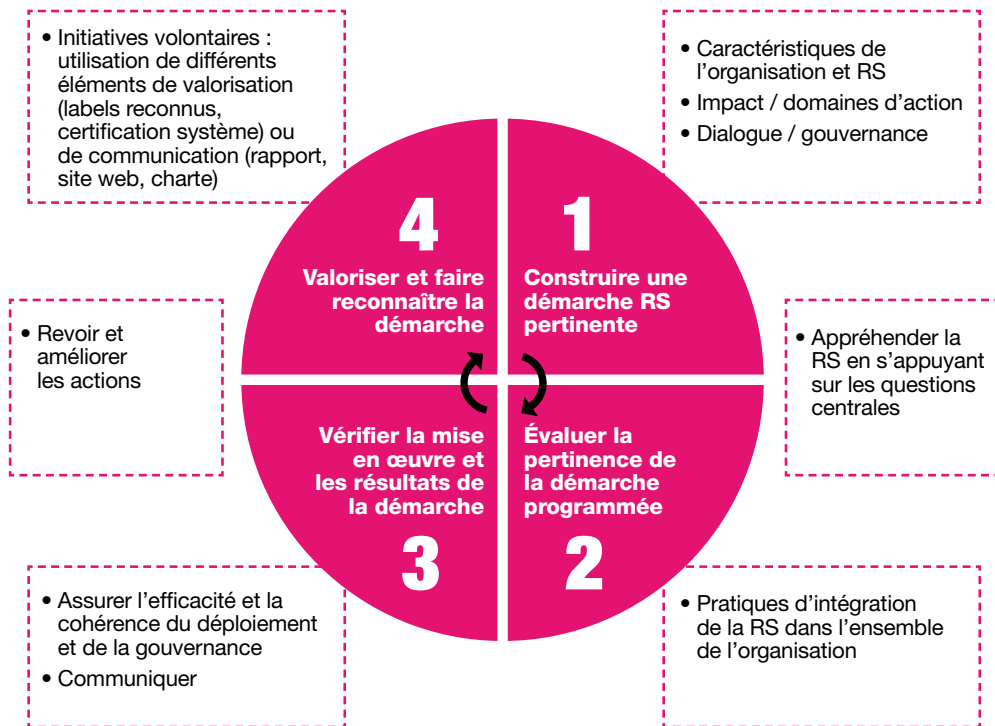 • Initiatives volontaires :
utilisation de différents
éléments de valorisation
(labels reconnus,
certification système) ou
de communication (rapport,
site web, charte)
• Caractéristiques de
l'organisation et RS
• Impact / domaines d'action
• Dialogue / gouvernance
4
Valoriser et faire
reconnaître la
démarche
1
Construire une
démarche RS
pertinente
• Revoir et
améliorer
les actions
• Appréhender la
RS en s'appuyant
sur les questions
centrales
Vérifier la mise
en œuvre et
les résultats de
la démarche
3
Évaluer la
pertinence de
la démarche
programmée
2
• Assurer l'efficacité et la
cohérence du déploiement
et de la gouvernance
• Communiquer
• Pratiques d'intégration
de la RS dans l'ensemble
de l'organisation